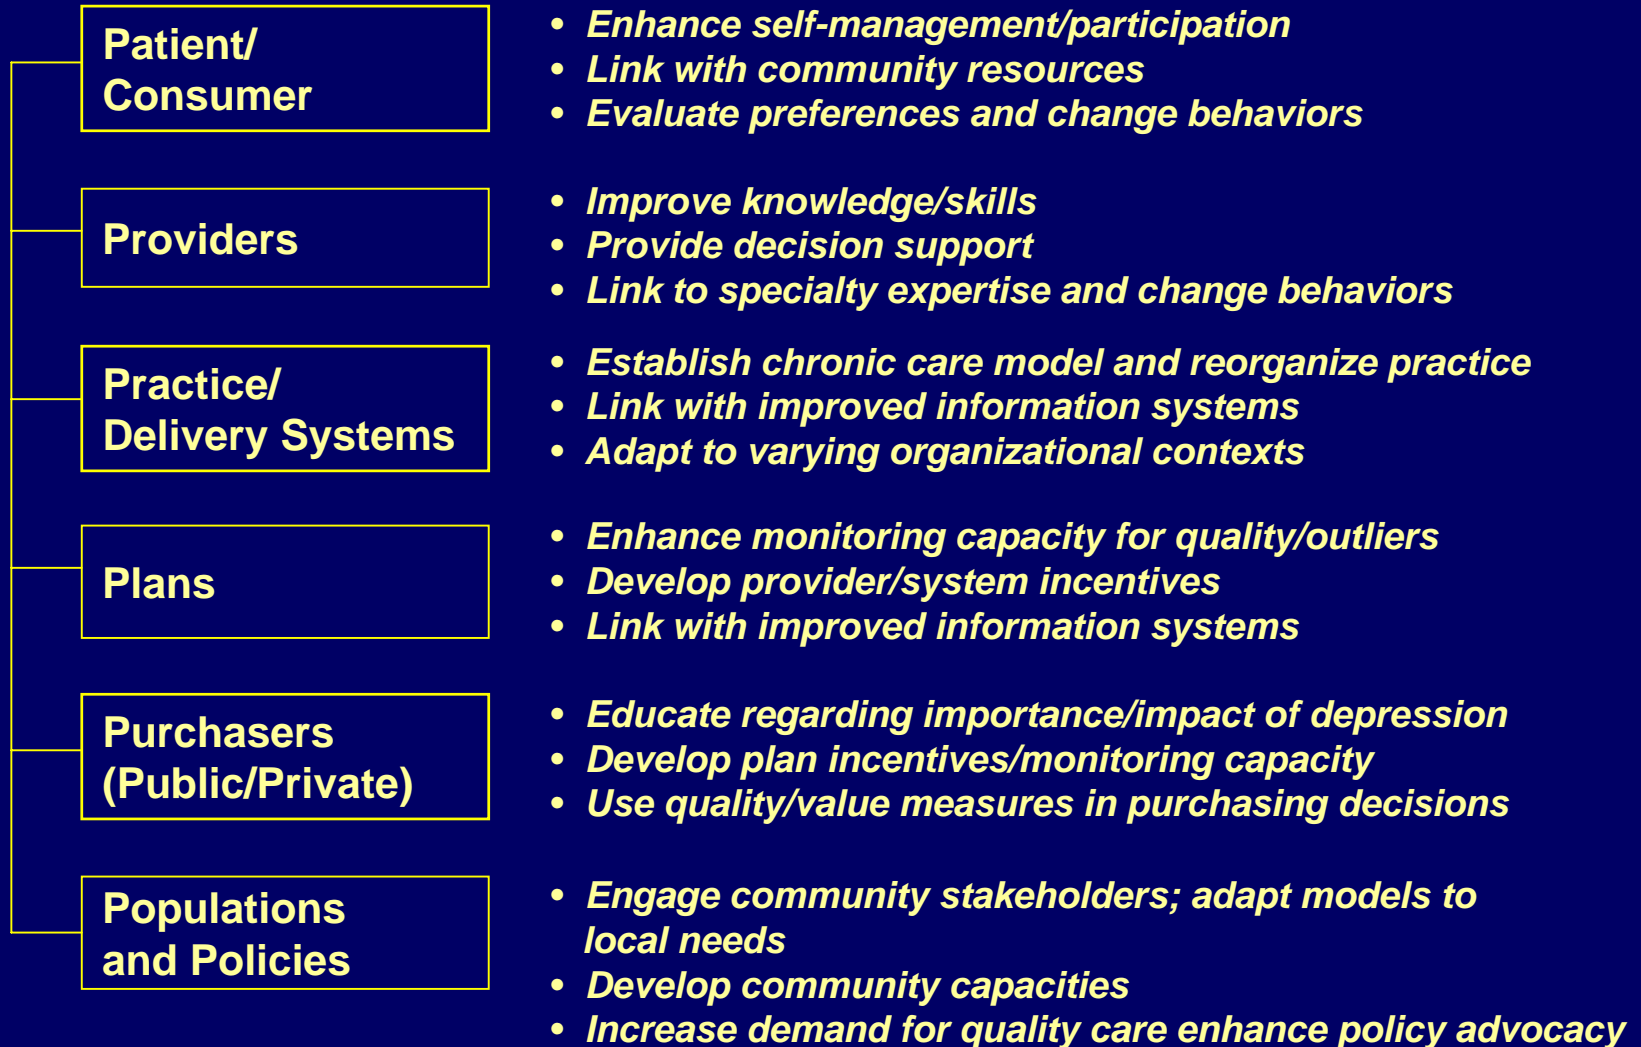 Patient/
Consumer
• Enhance self-management/participation
• Link with community resources
• Evaluate preferences and change behaviors
Providers
• Improve knowledge/skills
• Provide decision support
• Link to specialty expertise and change behaviors
Practice/
Delivery Systems
• Establish chronic care model and reorganize practice
• Link with improved information systems
• Adapt to varying organizational contexts
Plans
• Enhance monitoring capacity for quality/outliers
• Develop provider/system incentives
• Link with improved information systems
Purchasers
(Public/Private)
• Educate regarding importance/impact of depression
• Develop plan incentives/monitoring capacity
• Use quality/value measures in purchasing decisions
Populations
and Policies
• Engage community stakeholders; adapt models to
local needs
• Develop community capacities
• Increase demand for quality care enhance policy advocacy